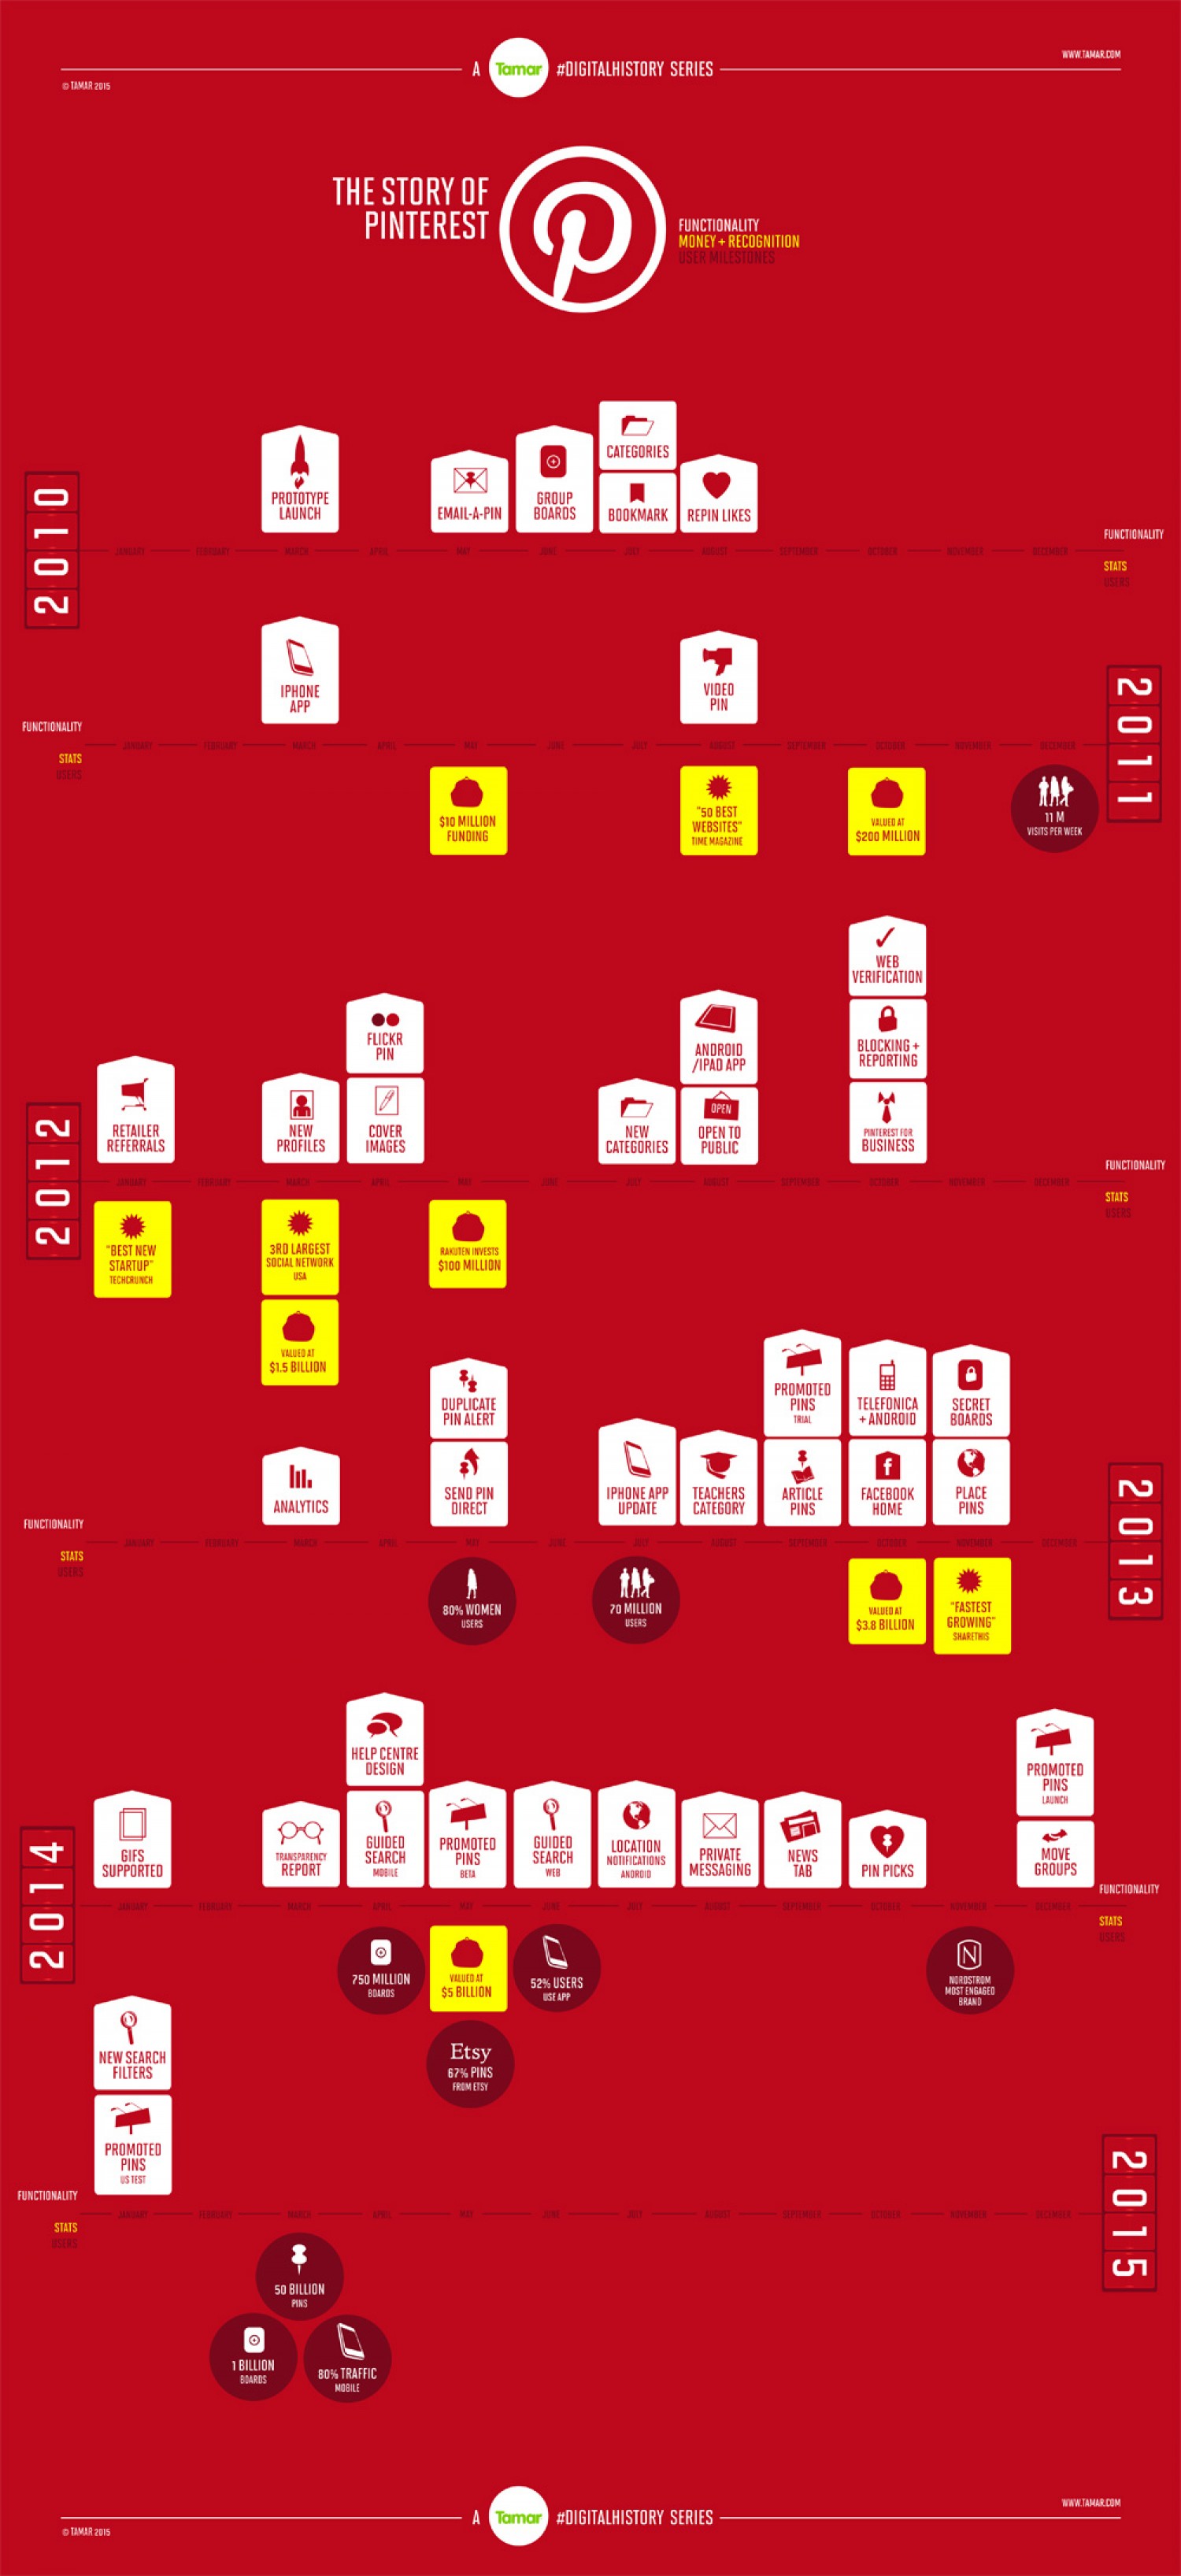 WWW.TAMAR.COM
A Tamar #DIGITALHISTORY SERIES
© TAMAR 2015
THE STORY OF
PINTEREST
FUNCTIONALITY
MONEY + RECOGNITION
USER MILESTONES
2010
CATEGORIES
PROTOTYPE
LAUNCH
EMAIL-A-PIN
GROUP
BOARDS
BOOKMARK
REPIN LIKES
FUNCTIONALITY
JANUARY FEBRUARY MARCH APRIL MAY JUNE JULY AUGUST SEPTEMBER OCTOBER NOVEMBER DECEMBER
STATS
USERS
2011
IPHONE
APP
VIDEO
PIN
FUNCTIONALITY
JANUARY FEBRUARY MARCH APRIL MAY JUNE JULY AUGUST SEPTEMBER OCTOBER NOVEMBER DECEMBER
STATS
USERS
$10 MILLION
FUNDING
"50 BEST
WEBSITES"
TIME MAGAZINE
VALUED AT
$200 MILLION
11 M
VISITS PER WEEK
2012
WEB
VERIFICATION
FLICKR
PIN
ANDROID
/IPAD APP
BLOCKING +
REPORTING
RETAILER
REFERRALS
NEW
PROFILES
COVER
IMAGES
NEW
CATEGORIES
OPEN
OPEN TO
PUBLIC
PINTEREST FOR
BUSINESS
FUNCTIONALITY
JANUARY FEBRUARY MARCH APRIL MAY JUNE JULY AUGUST SEPTEMBER OCTOBER NOVEMBER DECEMBER
STATS
USERS
"BEST NEW
STARTUP"
TECHCRUNCH
3RD LARGEST
SOCIAL NETWORK
USA
RAKUTEN INVESTS
$100 MILLION
VALUED AT
$1.5 BILLION
2013
DUPLICATE
PIN ALERT
PROMOTED
PINS
TRIAL
TELEFONICA
+ ANDROID
SECRET
BOARDS
ANALYTICS
SEND PIN
DIRECT
IPHONE APP
UPDATE
TEACHERS
CATEGORY
ARTICLE
PINS
FACEBOOK
HOME
PLACE
PINS
FUNCTIONALITY
JANUARY FEBRUARY MARCH APRIL MAY JUNE JULY AUGUST SEPTEMBER OCTOBER NOVEMBER DECEMBER
STATS
USERS
80% WOMEN
USERS
70 MILLION
USERS
VALUED AT
$3.8 BILLION
"FASTEST
GROWING"
SHARETHIS
2014
HELP CENTRE
DESIGN
PROMOTED
PINS
LAUNCH
GIFS
SUPPORTED
TRANSPARENCY
REPORT
GUIDED
SEARCH
MOBILE
PROMOTED
PINS
BETA
GUIDED
SEARCH
WEB
LOCATION
NOTIFICATIONS
ANDROID
PRIVATE
MESSAGING
NEWS
TAB
PIN PICKS
MOVE
GROUPS
FUNCTIONALITY
JANUARY FEBRUARY MARCH APRIL MAY JUNE JULY AUGUST SEPTEMBER OCTOBER NOVEMBER DECEMBER
STATS
USERS
750 MILLION
BOARDS
VALUED AT
$5 BILLION
52% USERS
USE APP
N
NORDSTROM
MOST ENGAGED
BRAND
Etsy
67% PINS
FROM ETSY
2015
NEW SEARCH
FILTERS
PROMOTED
PINS
US TEST
FUNCTIONALITY
JANUARY FEBRUARY MARCH APRIL MAY JUNE JULY AUGUST SEPTEMBER OCTOBER NOVEMBER DECEMBER
STATS
USERS
50 BILLION
PINS
1 BILLION
BOARDS
80% TRAFFIC
MOBILE
WWW.TAMAR.COM
A Tamar #DIGITALHISTORY SERIES
© TAMAR 2015